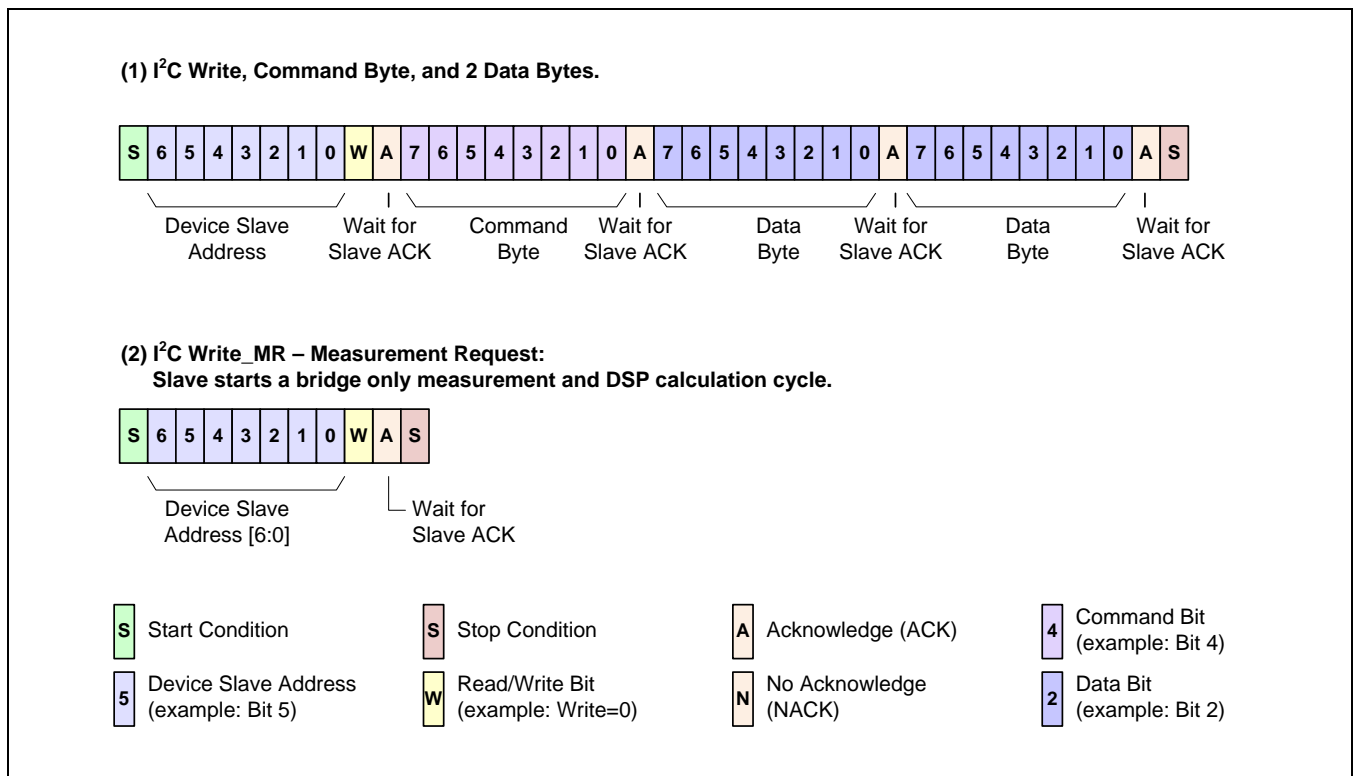 (1) I²C Write, Command Byte, and 2 Data Bytes.
S 6 5 4 3 2 1 0 W A 7 6 5 4 3 2 1 0 A 7 6 5 4 3 2 1 0 A 7 6 5 4 3 2 1 0 A S
Device Slave Wait for Command Wait for Data Wait for Data Wait for
Address Slave ACK Byte Slave ACK Byte Slave ACK Byte Slave ACK
(2) I²C Write_MR – Measurement Request:
Slave starts a bridge only measurement and DSP calculation cycle.
S 6 5 4 3 2 1 0 W A S
Device Slave Wait for
Address [6:0] Slave ACK
S Start Condition
S Stop Condition
A Acknowledge (ACK)
4 Command Bit
(example: Bit 4)
5 Device Slave Address
(example: Bit 5)
W Read/Write Bit
(example: Write=0)
N No Acknowledge
(NACK)
2 Data Bit
(example: Bit 2)